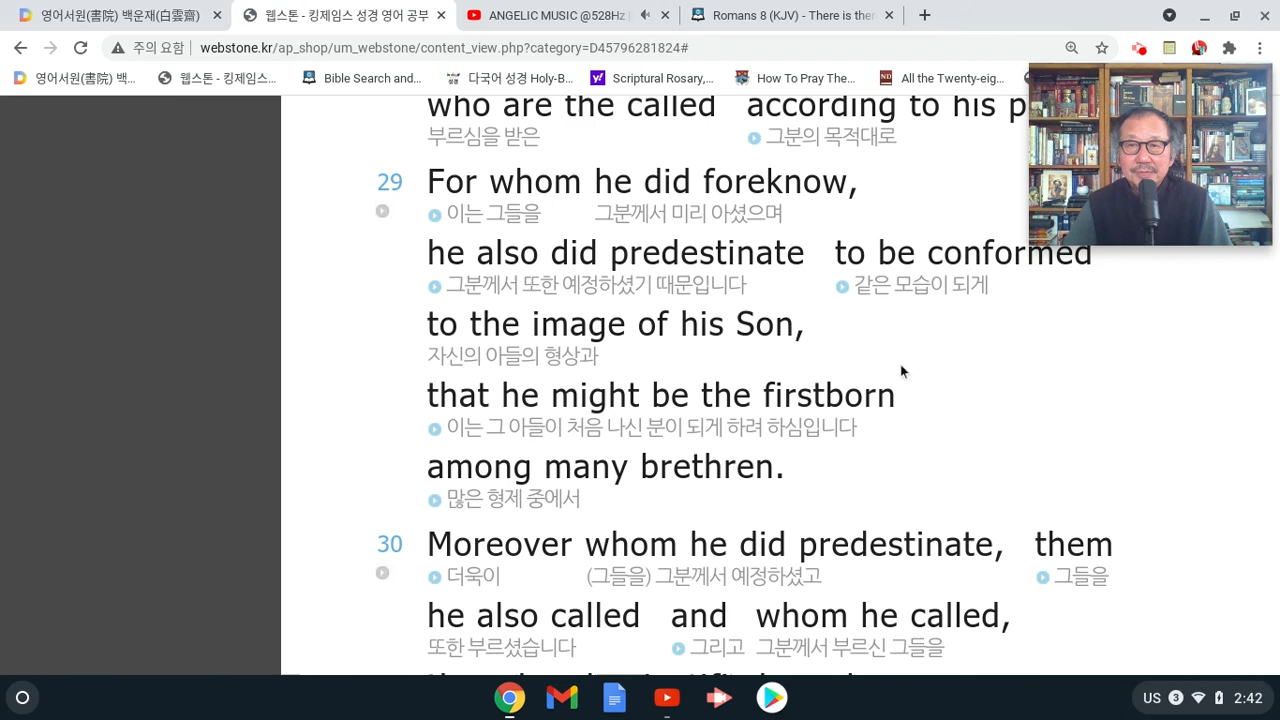 영어서원(書院) 백운재(白雲齋)
웹스톤 - 킹제임스 성경 영어 공부
ANGELIC MUSIC @528Hz
Romans 8 (KJV) - There is ther
주의 요함
webstone.kr/ap_shop/um_webstone/content_view.php?category=D45796281824#
영어서원(書院) 백...
웹스톤 - 킹제임스...
Bible Search and...
다국어 성경 Holy-B...
Scriptural Rosary,...
How To Pray The...
All the Twenty-eig...
who are the called according to his p
부르심을 받은 그분의 목적대로
29 For whom he did foreknow,
이는 그들을 그분께서 미리 아셨으며
he also did predestinate to be conformed
그분께서 또한 예정하셨기 때문입니다 같은 모습이 되게
to the image of his Son,
자신의 아들의 형상과
that he might be the firstborn
이는 그 아들이 처음 나신 분이 되게 하려 하심입니다
among many brethren.
많은 형제 중에서
30 Moreover whom he did predestinate, them
더욱이 (그들을) 그분께서 예정하셨고 그들을
he also called and whom he called,
또한 부르셨습니다 그리고 그분께서 부르신 그들을
US 3 2:42